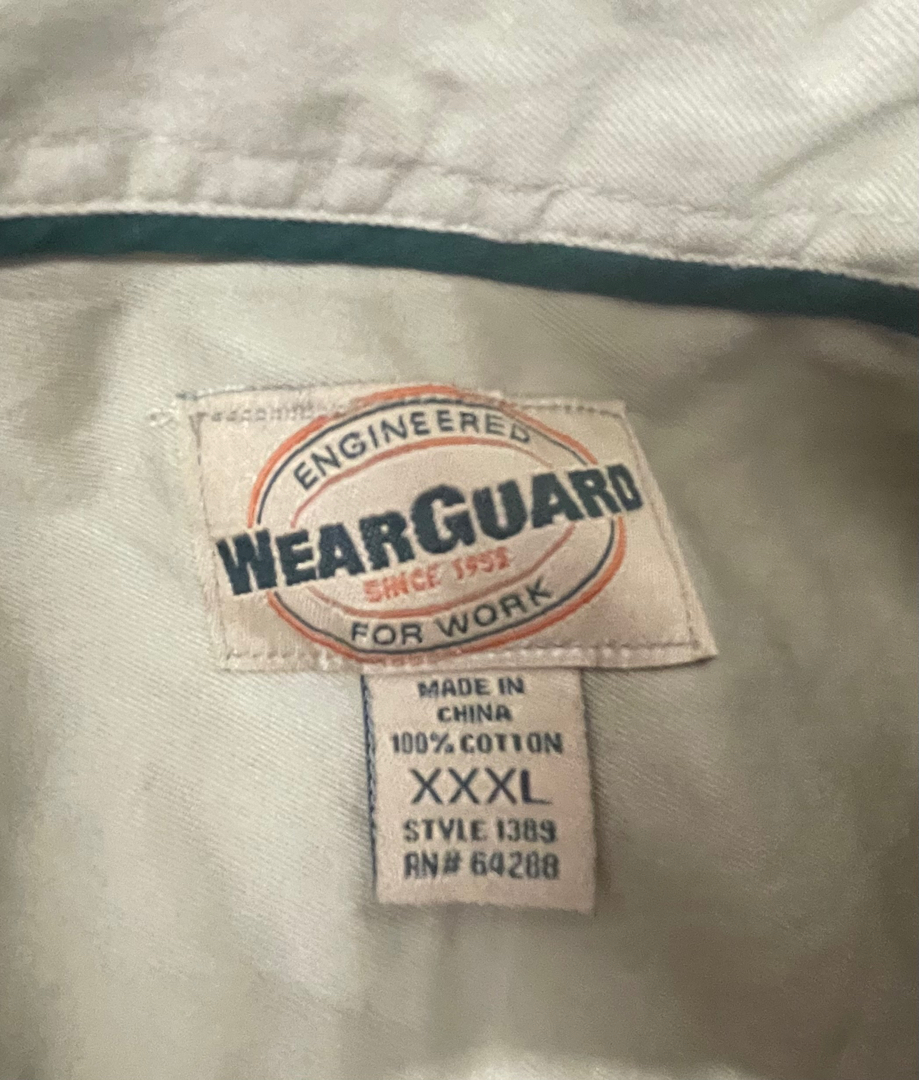 ENGINEERED
WEARGUARD
SINCE 1952
FOR WORK
MADE IN
CHINA
100% COTTON
XXXL
STYLE 1389
RN# 64288